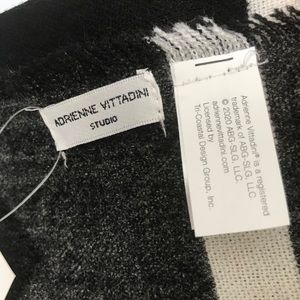 ADRIENNE VITTADINI
STUDIO
Adrienne Vittadini® is a registered
trademark of ABG-SLG, LLC.
©2020 ABG-SLG, LLC.
Licensed by
Tri-Coastal Design Group, Inc.
adriennevittadini.com